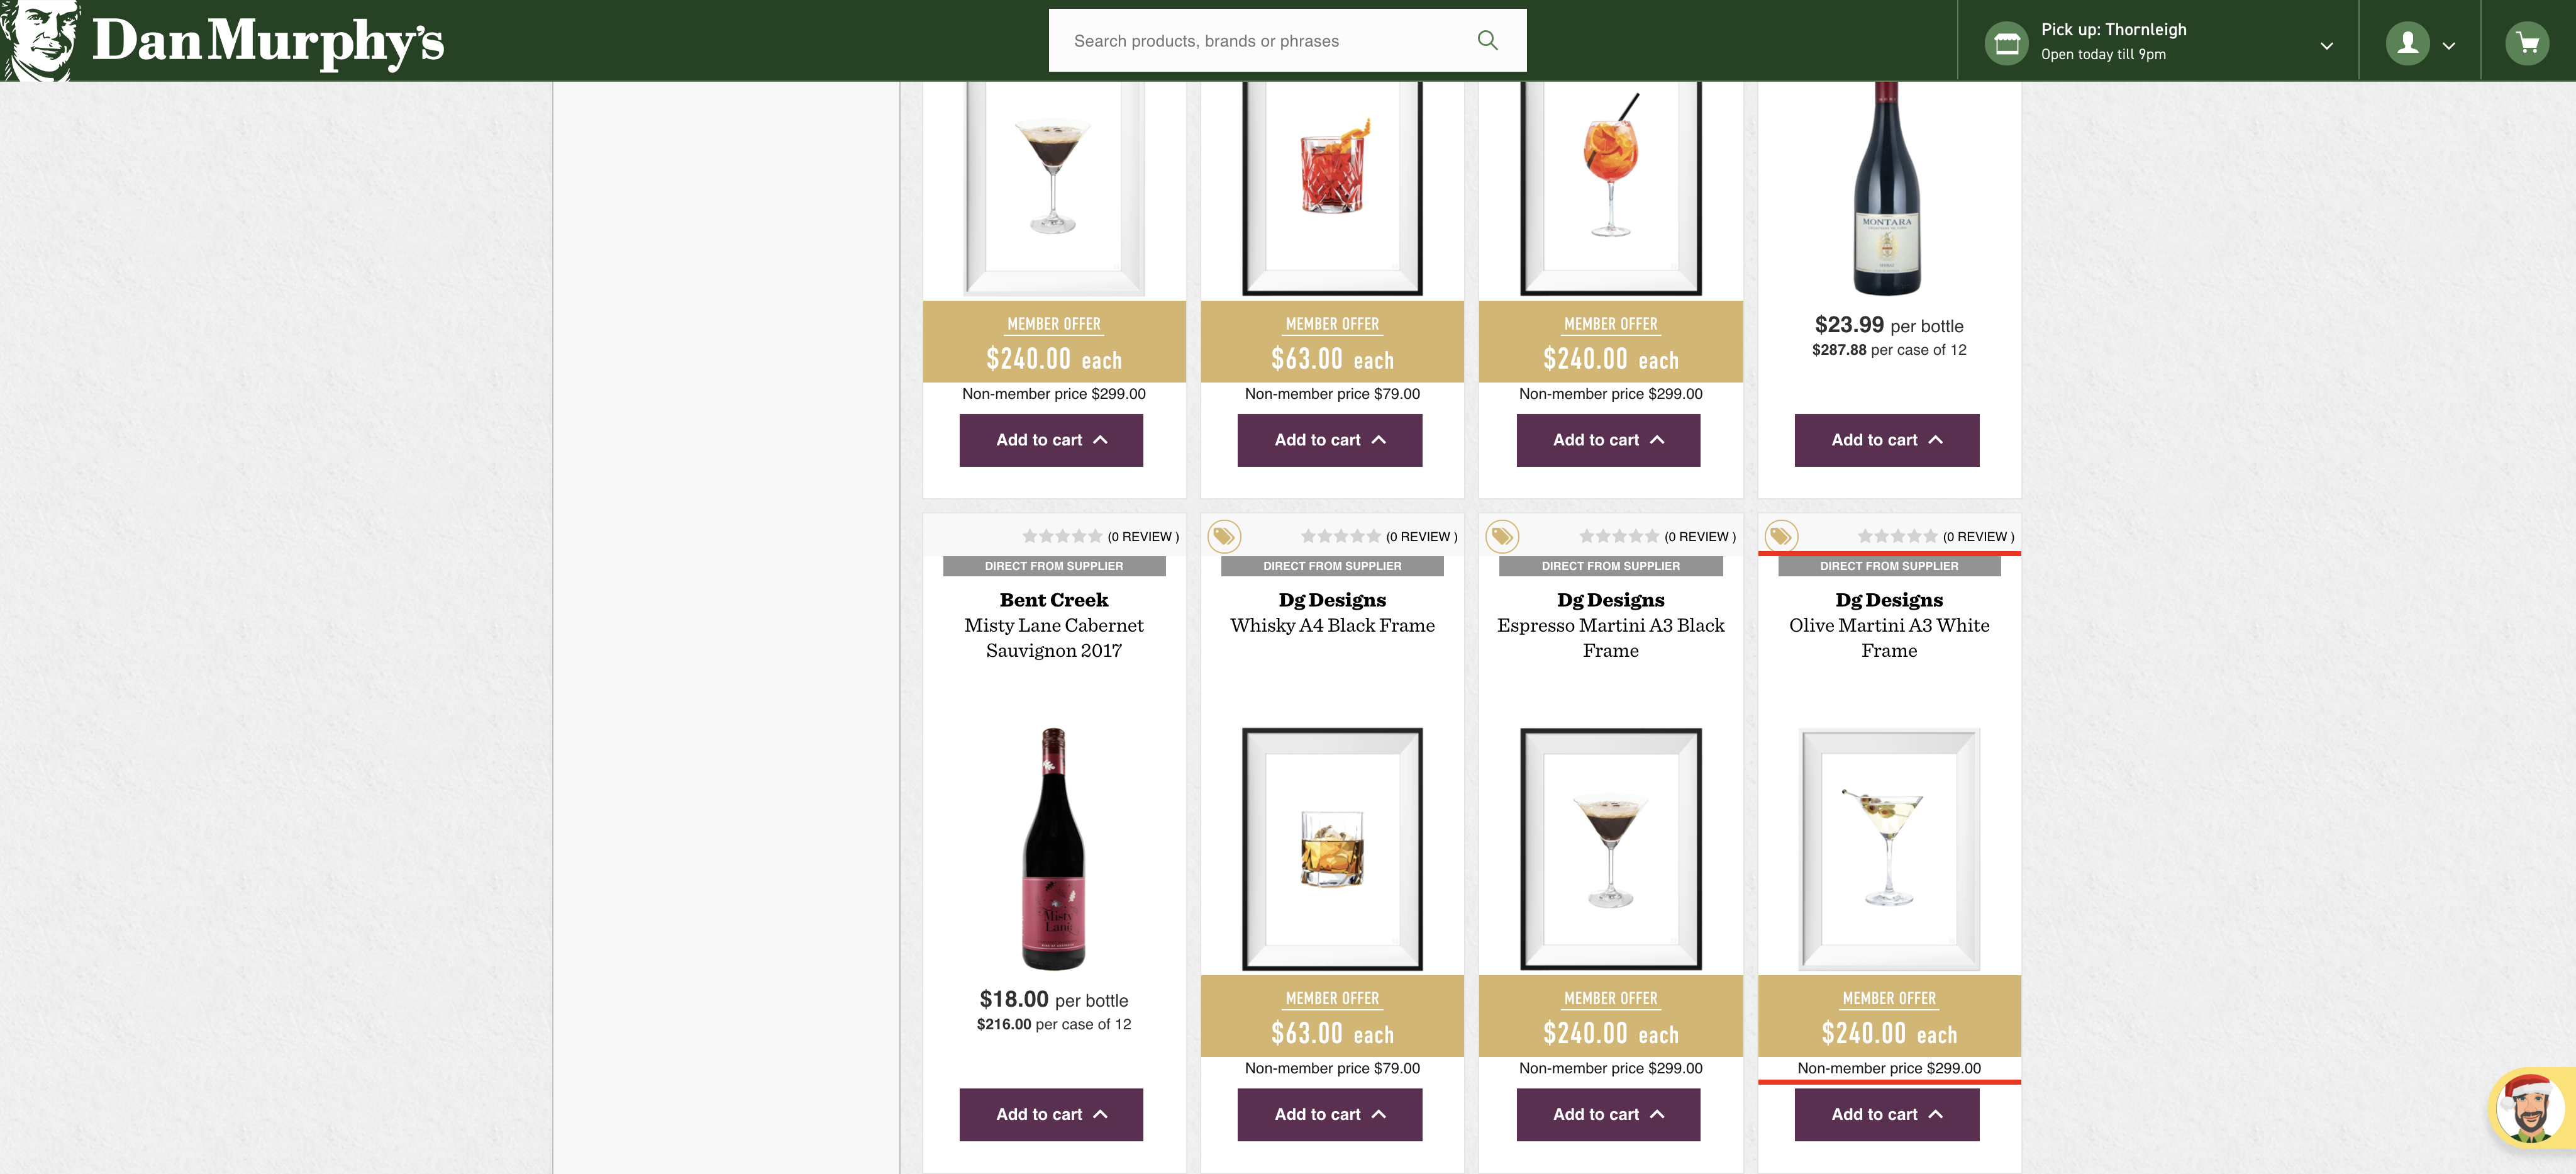 Dan Murphy's
Search products, brands or phrases
Pick up: Thornleigh
Open today till 9pm
MEMBER OFFER
$240.00 each
Non-member price $299.00
Add to cart
MEMBER OFFER
$63.00 each
Non-member price $79.00
Add to cart
MEMBER OFFER
$240.00 each
Non-member price $299.00
Add to cart
MONTARA
$23.99 per bottle
$287.88 per case of 12
Add to cart
(0 REVIEW )
DIRECT FROM SUPPLIER
Bent Creek
Misty Lane Cabernet
Sauvignon 2017
Misty
Lane
$18.00 per bottle
$216.00 per case of 12
Add to cart
(0 REVIEW )
DIRECT FROM SUPPLIER
Dg Designs
Whisky A4 Black Frame
MEMBER OFFER
$63.00 each
Non-member price $79.00
Add to cart
(0 REVIEW )
DIRECT FROM SUPPLIER
Dg Designs
Espresso Martini A3 Black
Frame
MEMBER OFFER
$240.00 each
Non-member price $299.00
Add to cart
(0 REVIEW )
DIRECT FROM SUPPLIER
Dg Designs
Olive Martini A3 White
Frame
MEMBER OFFER
$240.00 each
Non-member price $299.00
Add to cart